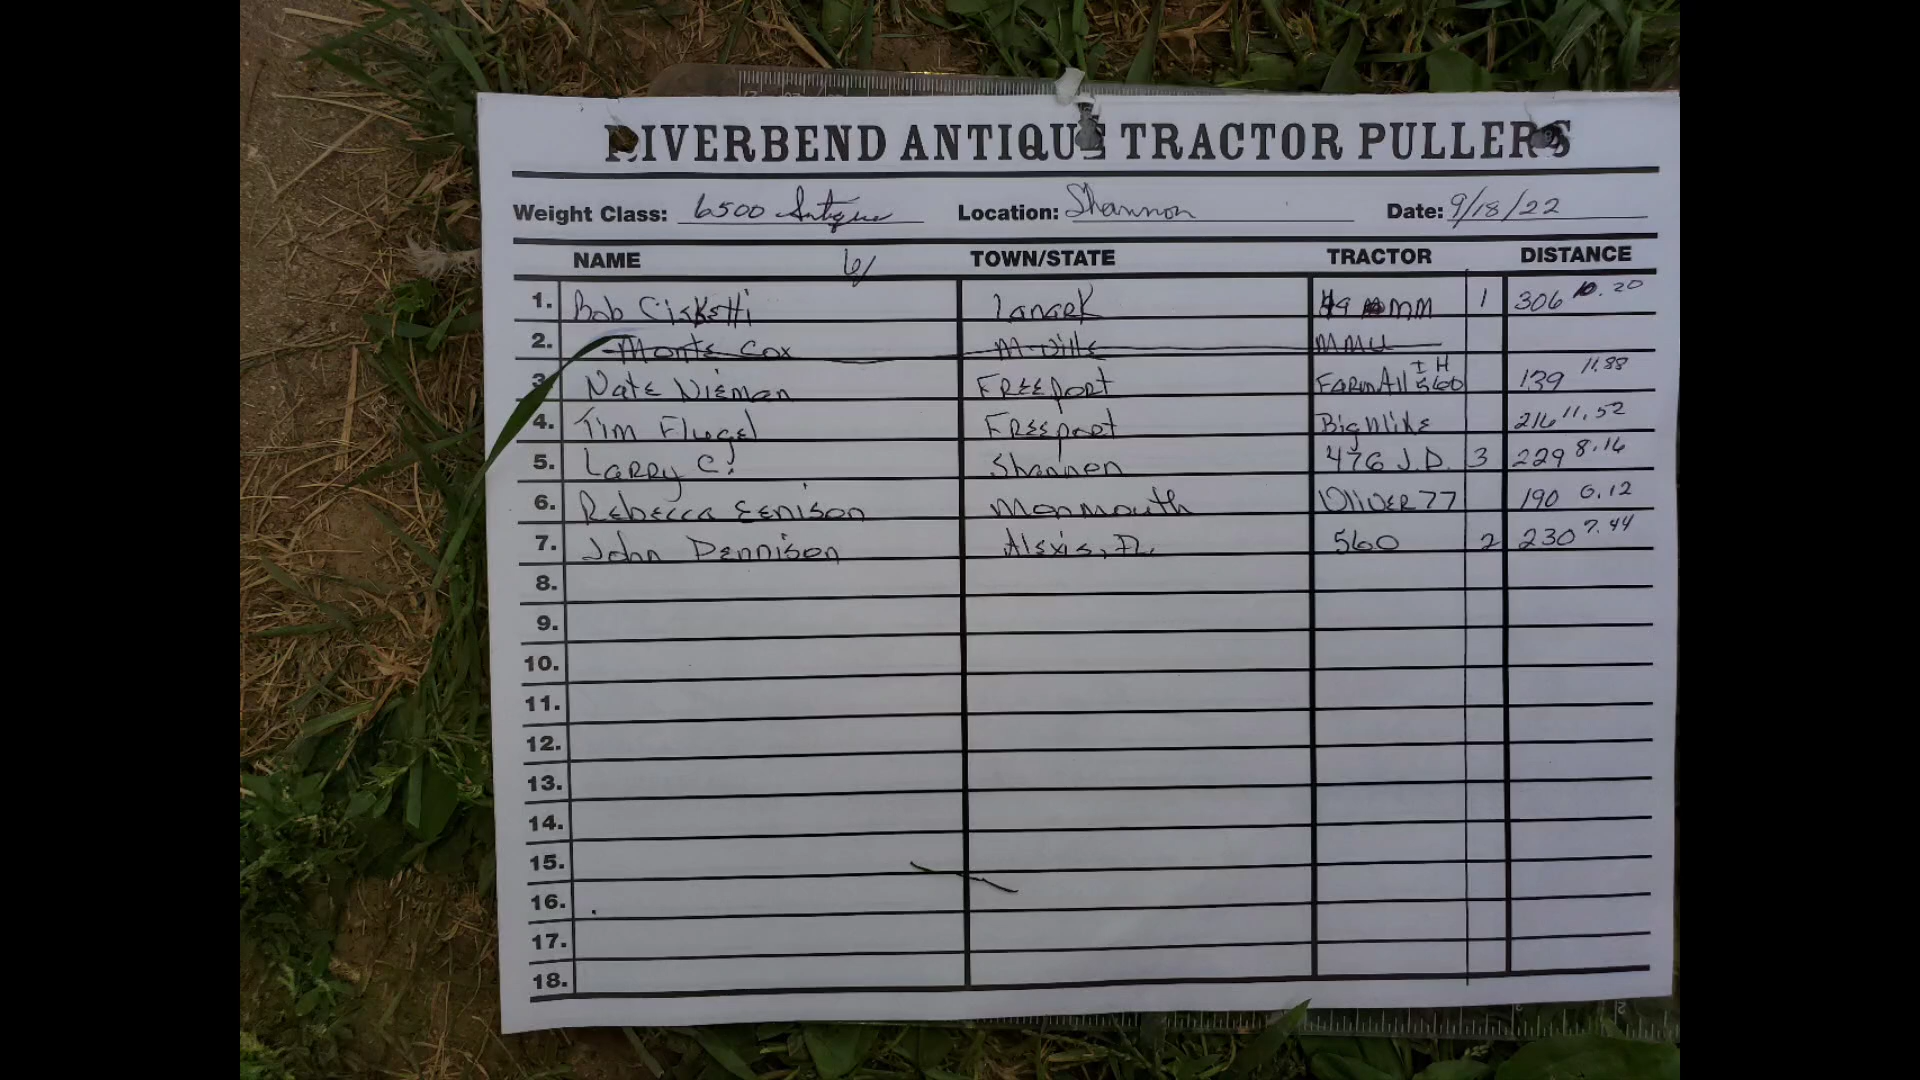 RIVERBEND ANTIQUE TRACTOR PULLERS
Weight Class: 6500 Antique Location: Shannon Date: 9/18/22
NAME 6/ TOWN/STATE TRACTOR DISTANCE
1. Bob Lanark MM 1 306 10.20
2. Monte Cox M-ville MMU
3. Nate Nieman Freeport FarmAll IH 560 139 11.88
4. Tim Flugel Freeport Big Mike 216 11.52
5. Larry C. Shannon 476 J.D. 3 229 8.16
6. Rebecca Eenison Monmouth Oliver 77 190 0.12
7. John Dennison Alexis, IL. 560 2 230 7.44
8.
9.
10.
11.
12.
13.
14.
15.
16.
17.
18.